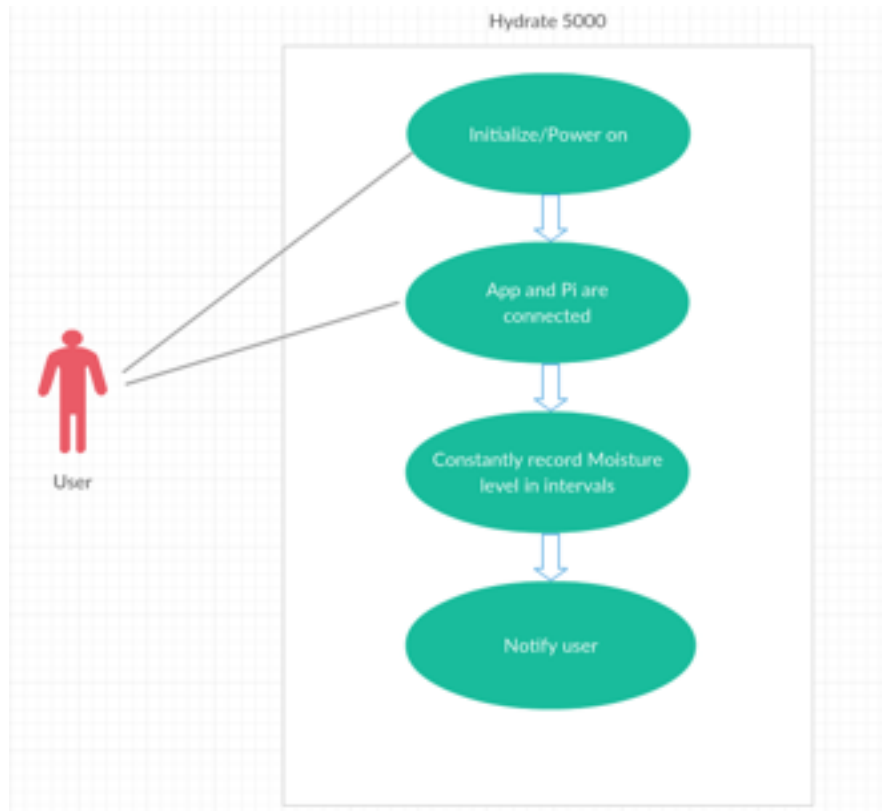 Hydrate 5000
Initialize/Power on
App and Pi are
connected
Constantly record Moisture
level in intervals
User
Notify user